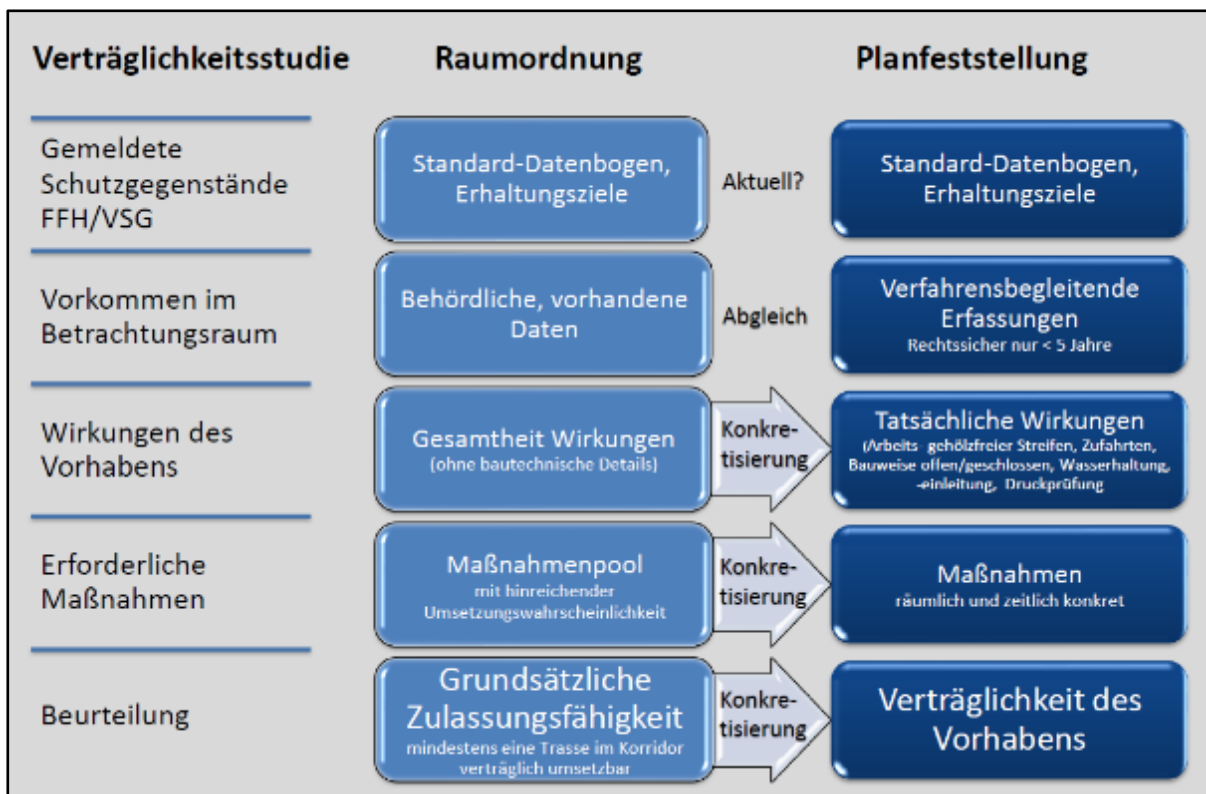 Verträglichkeitsstudie
Raumordnung
Planfeststellung
Gemeldete
Schutzgegenstände
FFH/VSG
Standard-Datenbogen,
Erhaltungsziele
Aktuell?
Standard-Datenbogen,
Erhaltungsziele
Vorkommen im
Betrachtungsraum
Behördliche, vorhandene
Daten
Abgleich
Verfahrensbegleitende
Erfassungen
Rechtssicher nur < 5 Jahre
Wirkungen des
Vorhabens
Gesamtheit Wirkungen
(ohne bautechnische Details)
Konkre-
tisierung
Tatsächliche Wirkungen
(Arbeits- gehölzfreier Streifen, Zufahrten,
Bauweise offen/geschlossen, Wasserhaltung,
-einleitung, Druckprüfung
Erforderliche
Maßnahmen
Maßnahmenpool
mit hinreichender
Umsetzungswahrscheinlichkeit
Konkre-
tisierung
Maßnahmen
räumlich und zeitlich konkret
Beurteilung
Grundsätzliche
Zulassungsfähigkeit
mindestens eine Trasse im Korridor
verträglich umsetzbar
Konkre-
tisierung
Verträglichkeit des
Vorhabens